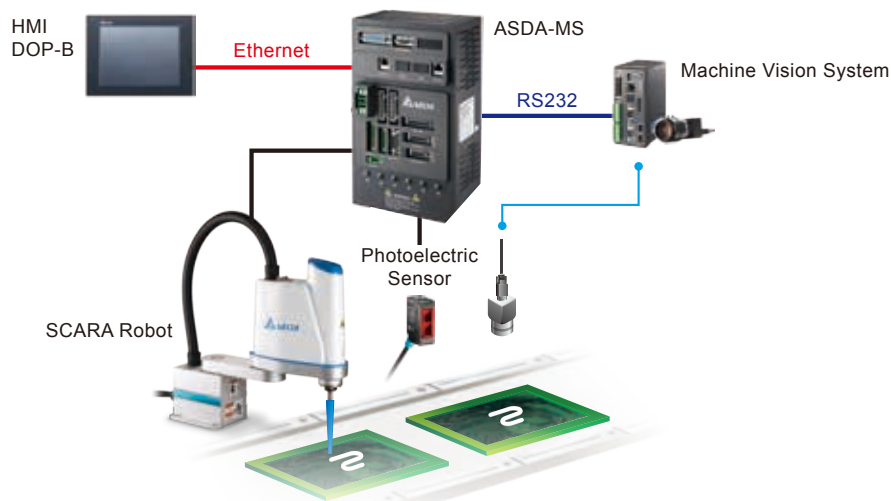 HMI
DOP-B
Ethernet
ASDA-MS
RS232
Machine Vision System
Photoelectric
Sensor
SCARA Robot